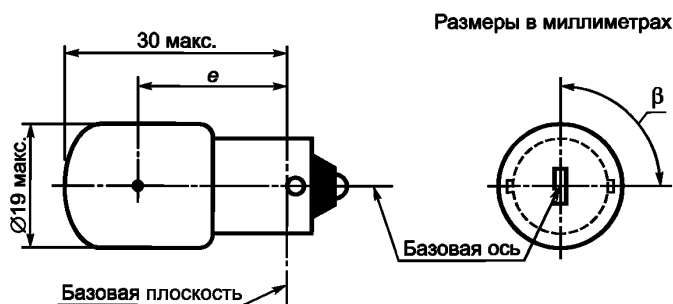 Размеры в миллиметрах
30 макс.
e
β
Ø19 макс.
Базовая ось
Базовая плоскость